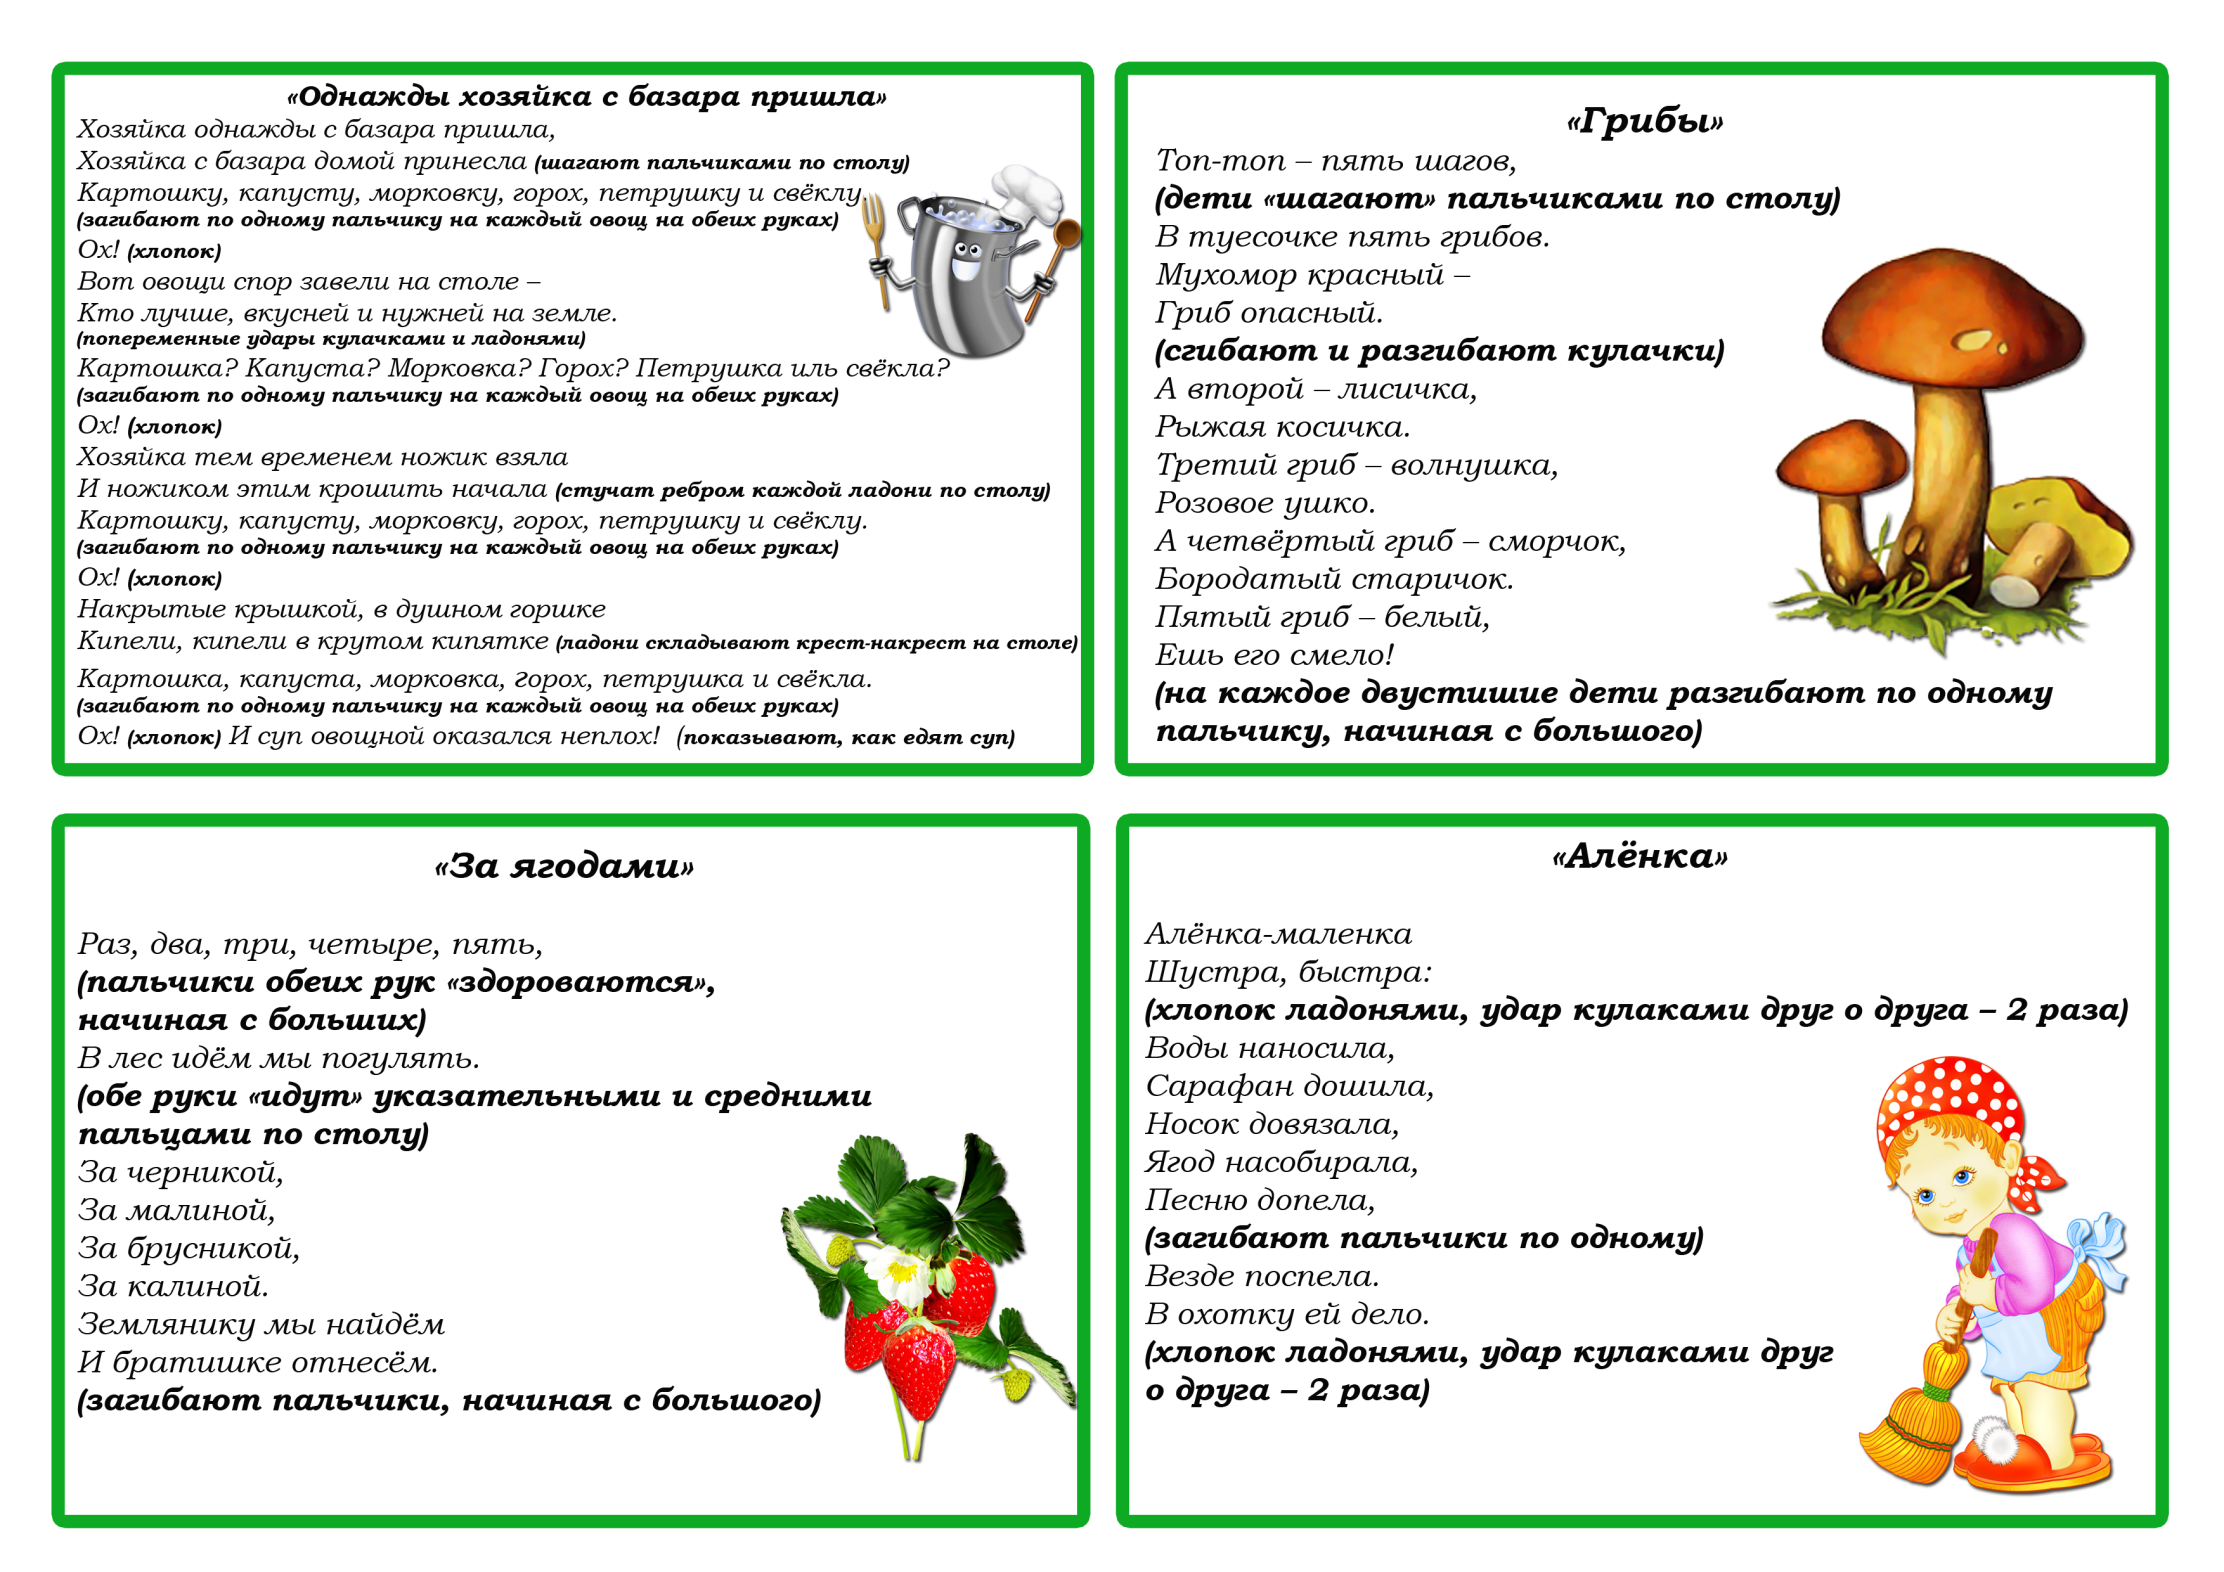 «Однажды хозяйка с базара пришла»
Хозяйка однажды с базара пришла,
Хозяйка с базара домой принесла (шагают пальчиками по столу)
Картошку, капусту, морковку, горох, петрушку и свёклу.
(загибают по одному пальчику на каждый овощ на обеих руках)
Ох! (хлопок)
Вот овощи спор завели на столе –
Кто лучше, вкусней и нужней на земле.
(попеременные удары кулачками и ладонями)
Картошка? Капуста? Морковка? Горох? Петрушка иль свёкла?
(загибают по одному пальчику на каждый овощ на обеих руках)
Ох! (хлопок)
Хозяйка тем временем ножик взяла
И ножиком этим крошить начала (стучат ребром каждой ладони по столу)
Картошку, капусту, морковку, горох, петрушку и свёклу.
(загибают по одному пальчику на каждый овощ на обеих руках)
Ох! (хлопок)
Накрытые крышкой, в душном горшке
Кипели, кипели в крутом кипятке (ладони складывают крест-накрест на столе)
Картошка, капуста, морковка, горох, петрушка и свёкла.
(загибают по одному пальчику на каждый овощ на обеих руках)
Ох! (хлопок) И суп овощной оказался неплох! (показывают, как едят суп)
«Грибы»
Топ-топ – пять шагов,
(дети «шагают» пальчиками по столу)
В туесочке пять грибов.
Мухомор красный –
Гриб опасный.
(сгибают и разгибают кулачки)
А второй – лисичка,
Рыжая косичка.
Третий гриб – волнушка,
Розовое ушко.
А четвёртый гриб – сморчок,
Бородатый старичок.
Пятый гриб – белый,
Ешь его смело!
(на каждое двустишие дети разгибают по одному
пальчику, начиная с большого)
«За ягодами»
Раз, два, три, четыре, пять,
(пальчики обеих рук «здороваются»,
начиная с больших)
В лес идём мы погулять.
(обе руки «идут» указательными и средними
пальцами по столу)
За черникой,
За малиной,
За брусникой,
За калиной.
Землянику мы найдём
И братишке отнесём.
(загибают пальчики, начиная с большого)
«Алёнка»
Алёнка-маленка
Шустра, быстра:
(хлопок ладонями, удар кулаками друг о друга – 2 раза)
Воды наносила,
Сарафан дошила,
Носок довязала,
Ягод насобирала,
Песню допела,
(загибают пальчики по одному)
Везде поспела.
В охотку ей дело.
(хлопок ладонями, удар кулаками друг
о друга – 2 раза)